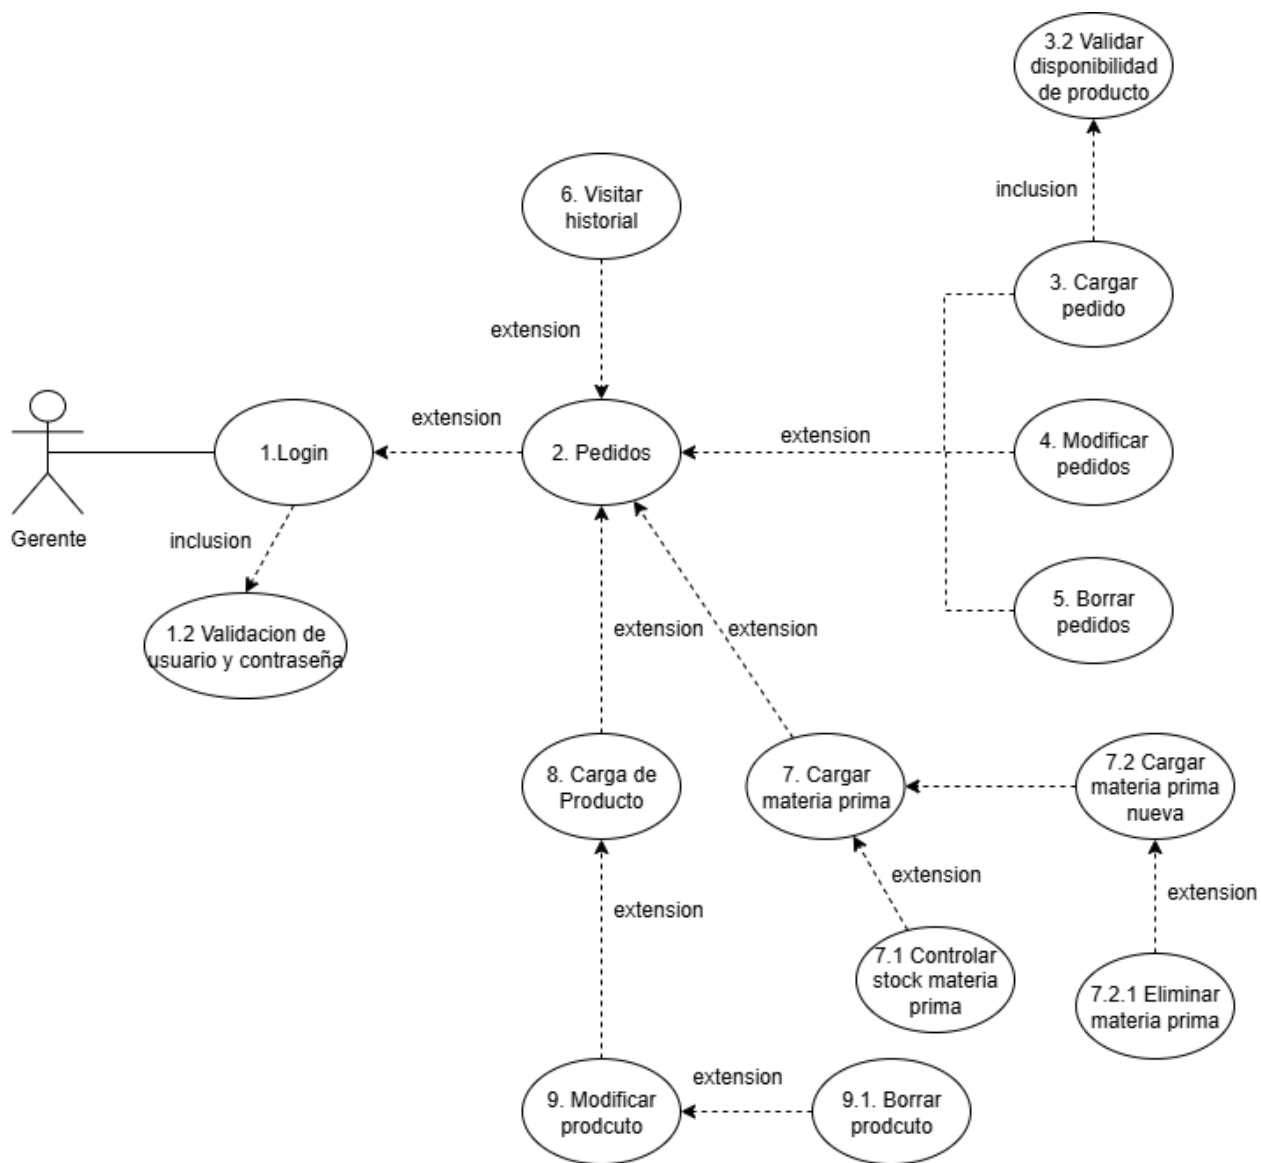 3.2 Validar
disponibilidad
de producto
inclusion
6. Visitar
historial
3. Cargar
pedido
extension
extension
extension
1.Login
2. Pedidos
4. Modificar
pedidos
Gerente
inclusion
1.2 Validacion de
usuario y contraseña
5. Borrar
pedidos
extension
extension
8. Carga de
Producto
7. Cargar
materia prima
7.2 Cargar
materia prima
nueva
extension
extension
extension
7.1 Controlar
stock materia
prima
7.2.1 Eliminar
materia prima
extension
9. Modificar
prodcuto
9.1. Borrar
prodcuto